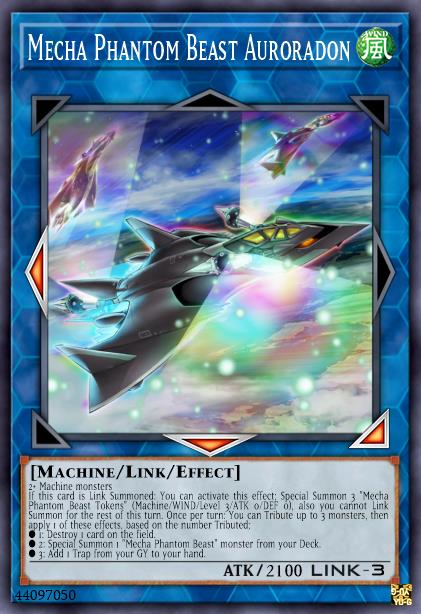 MECHA PHANTOM BEAST AURORADON
WIND
風
[MACHINE/LINK/EFFECT]
2+ Machine monsters
If this card is Link Summoned: You can activate this effect; Special Summon 3 "Mecha
Phantom Beast Tokens" (Machine/WIND/Level 3/ATK 0/DEF 0), also you cannot Link
Summon for the rest of this turn. Once per turn: You can Tribute up to 3 monsters, then
apply 1 of these effects, based on the number Tributed;
● 1: Destroy 1 card on the field.
● 2: Special Summon 1 "Mecha Phantom Beast" monster from your Deck.
● 3: Add 1 Trap from your GY to your hand.
ATK/2100 LINK-3
44097050